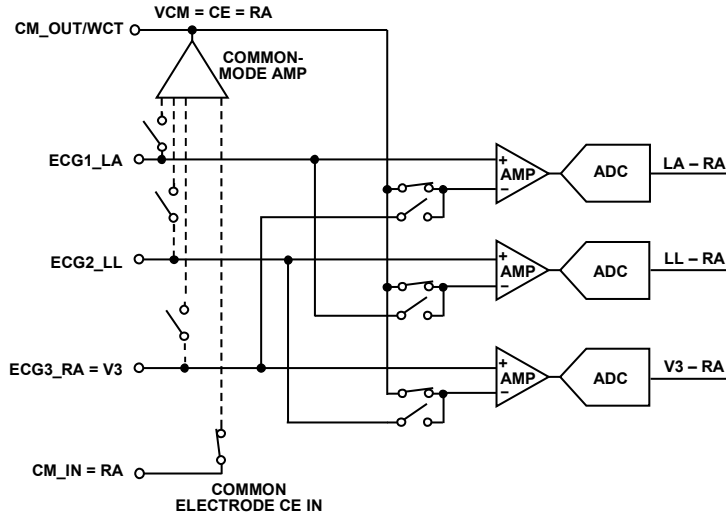 VCM = CE = RA
CM_OUT/WCT
COMMON-
MODE AMP
ECG1_LA
+
AMP
–
ADC
LA – RA
ECG2_LL
+
AMP
–
ADC
LL – RA
ECG3_RA = V3
+
AMP
–
ADC
V3 – RA
CM_IN = RA
COMMON
ELECTRODE CE IN